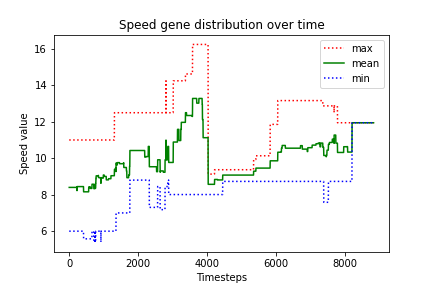 Speed gene distribution over time
max
mean
min
Speed value
16
14
12
10
8
6
0
2000
4000
6000
8000
Timesteps